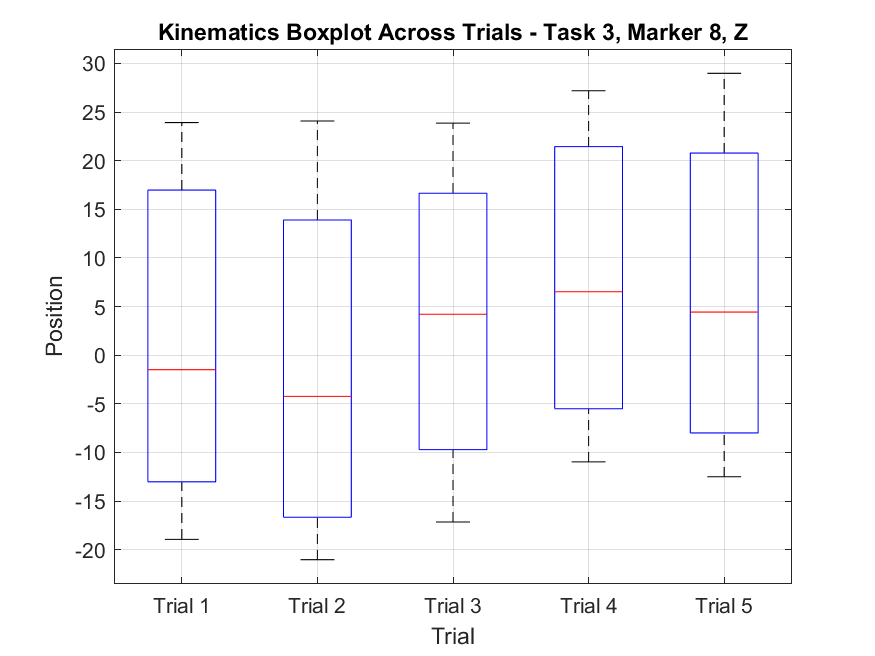 Kinematics Boxplot Across Trials - Task 3, Marker 8, Z
30
25
20
15
10
5
0
-5
-10
-15
-20
Position
Trial 1 Trial 2 Trial 3 Trial 4 Trial 5
Trial